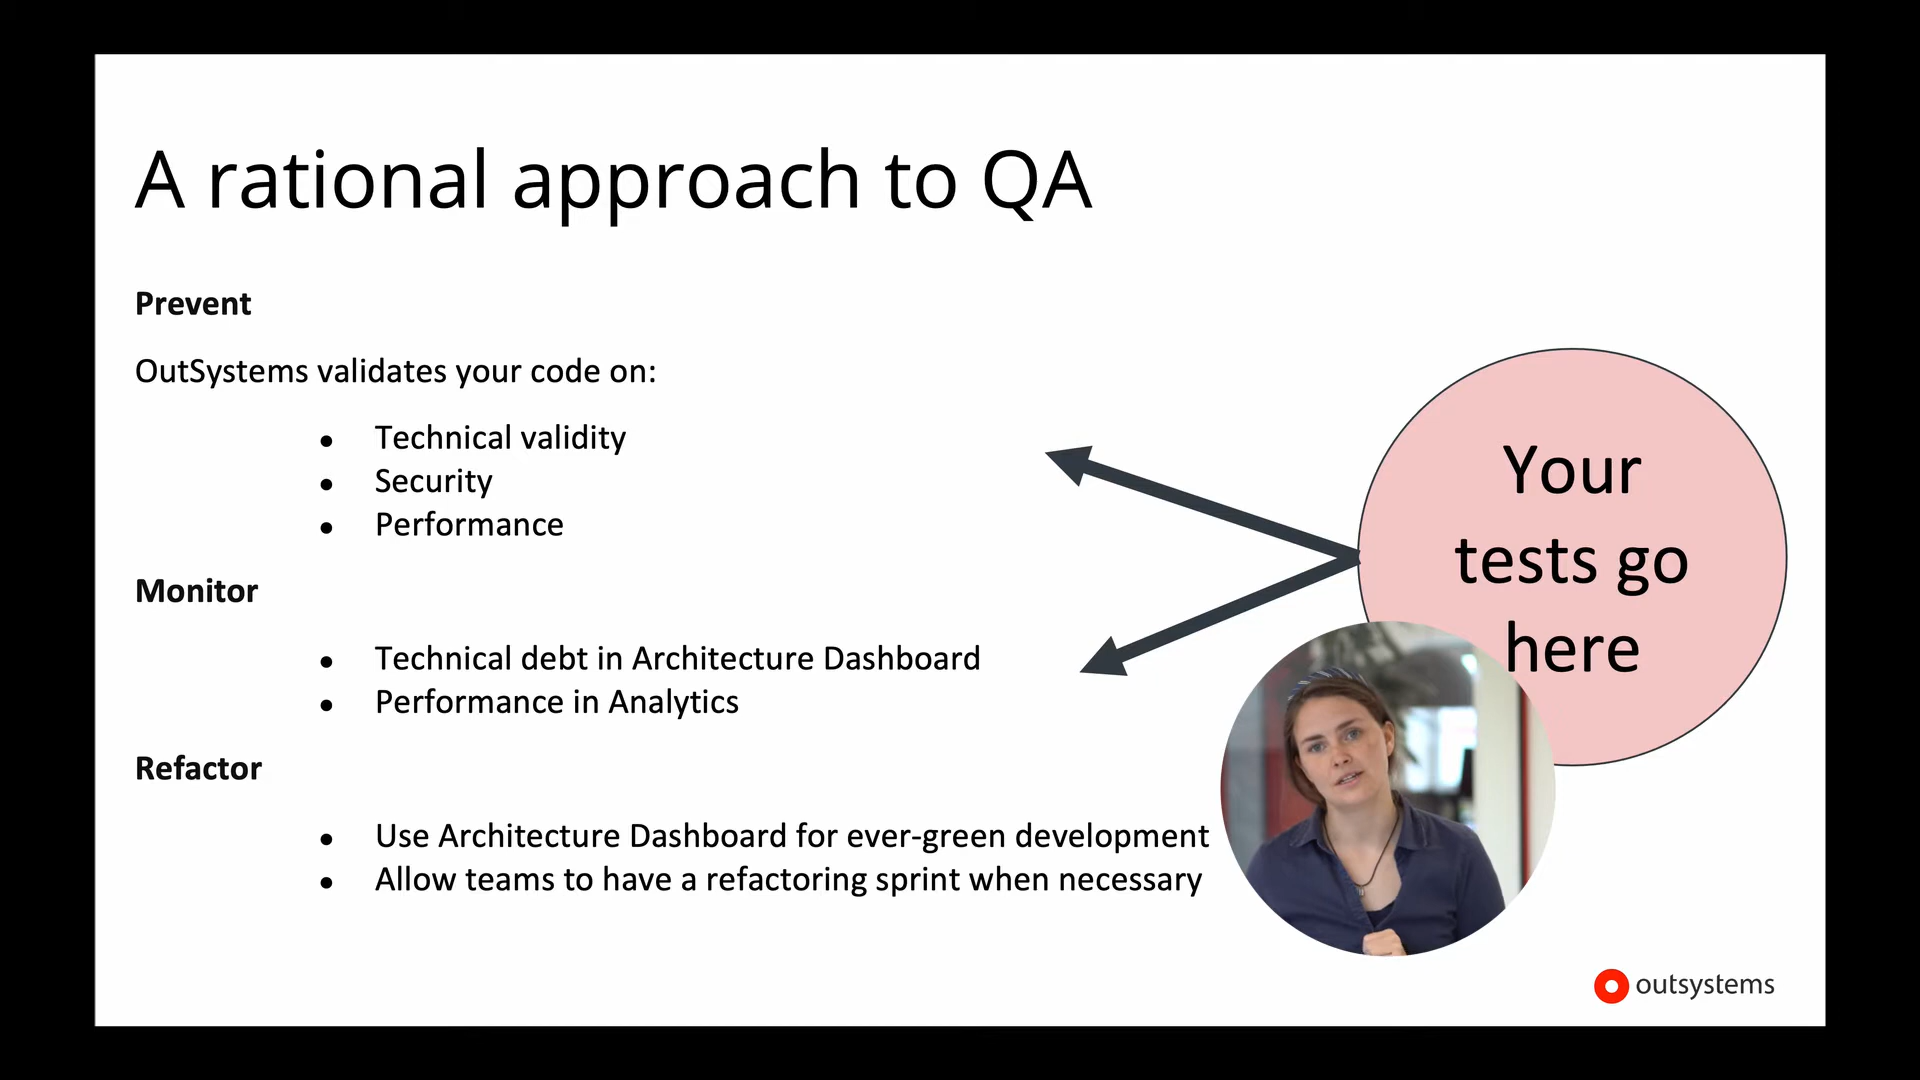 A rational approach to QA
Prevent
OutSystems validates your code on:
● Technical validity
● Security
● Performance
Monitor
● Technical debt in Architecture Dashboard
● Performance in Analytics
Refactor
● Use Architecture Dashboard for ever-green development
● Allow teams to have a refactoring sprint when necessary
Your
tests go
here
outsystems